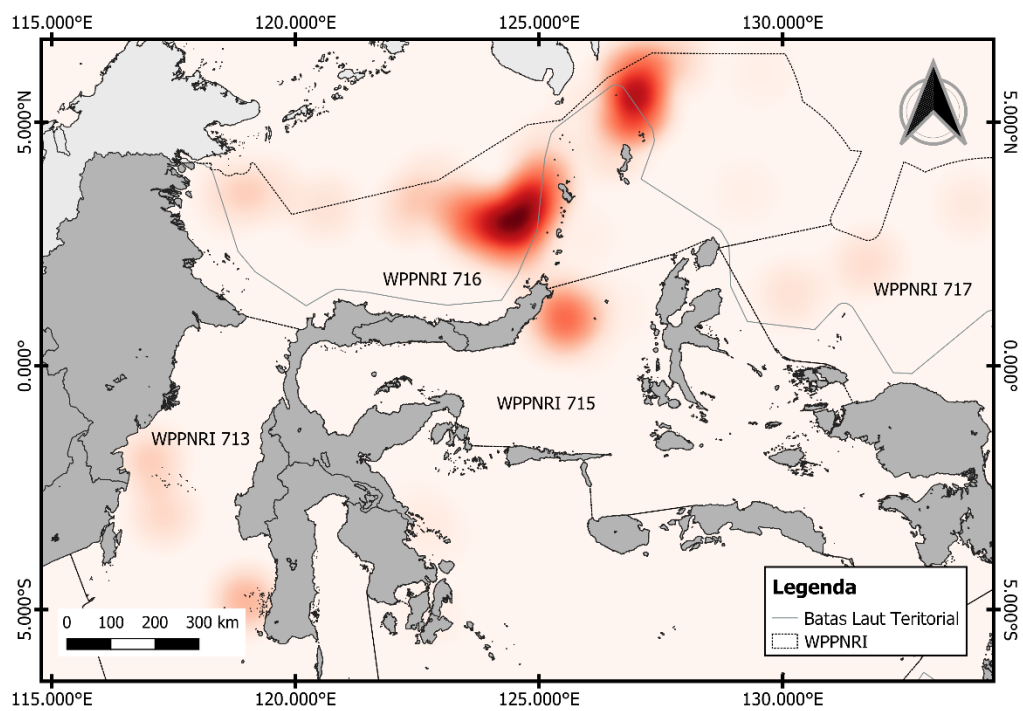 115.000°E 120.000°E 125.000°E 130.000°E
5.000°N
5.000°N
WPPNRI 716
WPPNRI 717
0.000°
0.000°
WPPNRI 715
WPPNRI 713
Legenda
Batas Laut Teritorial
WPPNRI
5.000°S
5.000°S
0 100 200 300 km
115.000°E 120.000°E 125.000°E 130.000°E